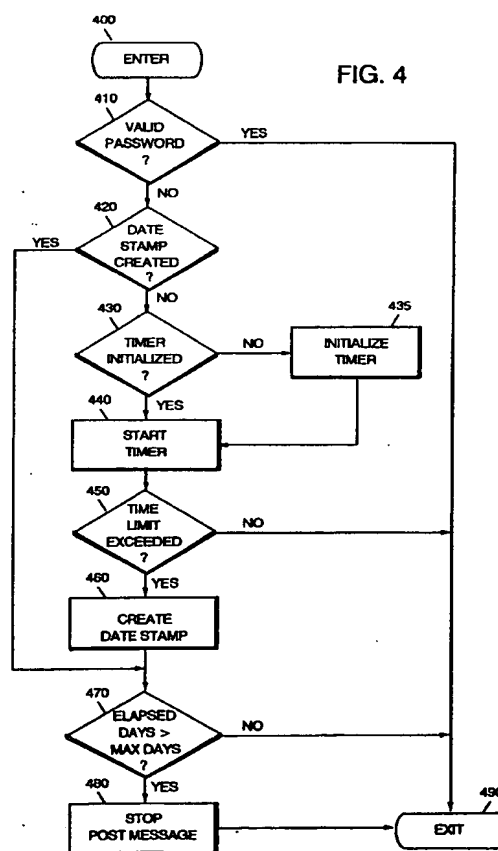 400
ENTER
FIG. 4
410
VALID
PASSWORD
?
YES
NO
420
DATE
STAMP
CREATED
?
YES
NO
430
TIMER
INITIALIZED
?
NO
435
INITIALIZE
TIMER
YES
440
START
TIMER
450
TIME
LIMIT
EXCEEDED
?
NO
YES
460
CREATE
DATE STAMP
470
ELAPSED
DAYS >
MAX DAYS
?
NO
YES
480
STOP
POST MESSAGE
490
EXIT